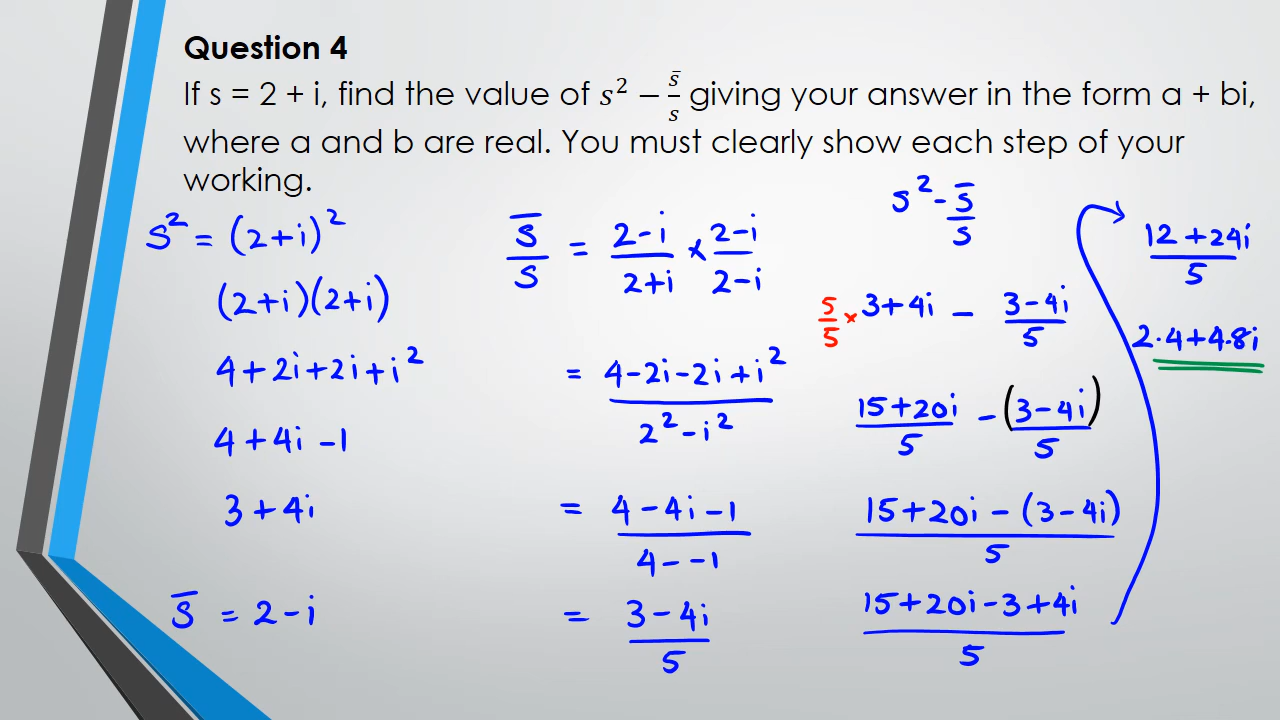 Question 4
If s = 2 + i, find the value of s² − s̄/s giving your answer in the form a + bi,
where a and b are real. You must clearly show each step of your
working.
s² = (2+i)²
(2+i)(2+i)
4+2i+2i+i²
4+4i-1
3+4i
s̄ = 2-i
s̄/s = 2-i/2+i × 2-i/2-i
= 4-2i-2i+i²/2²-i²
= 4-4i-1/4--1
= 3-4i/5
s² - s̄/s
5/5 × 3+4i - 3-4i/5
15+20i/5 - (3-4i)/5
15+20i-(3-4i)/5
15+20i-3+4i/5
12+24i/5
2.4+4.8i